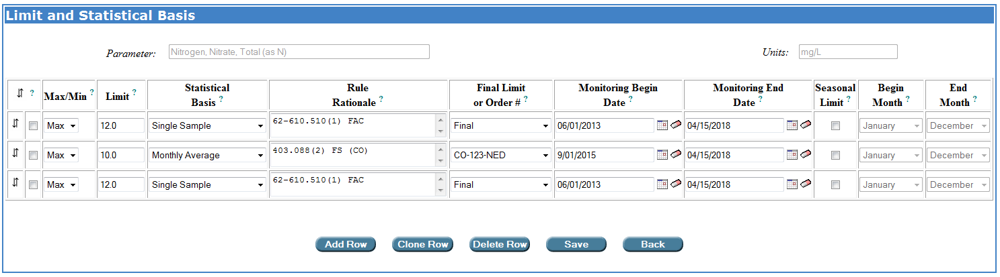 Limit and Statistical Basis
Parameter: Nitrogen, Nitrate, Total (as N) Units: mg/L
? Max/Min ? Limit ? Statistical Basis ? Rule Rationale ? Final Limit or Order # ? Monitoring Begin Date ? Monitoring End Date ? Seasonal Limit ? Begin Month ? End Month ?
Max 12.0 Single Sample 62-610.510(1) FAC Final 06/01/2013 04/15/2018 January December
Max 10.0 Monthly Average 403.088(2) FS (CO) CO-123-NED 9/01/2015 04/15/2018 January December
Max 12.0 Single Sample 62-610.510(1) FAC Final 06/01/2013 04/15/2018 January December
Add Row Clone Row Delete Row Save Back